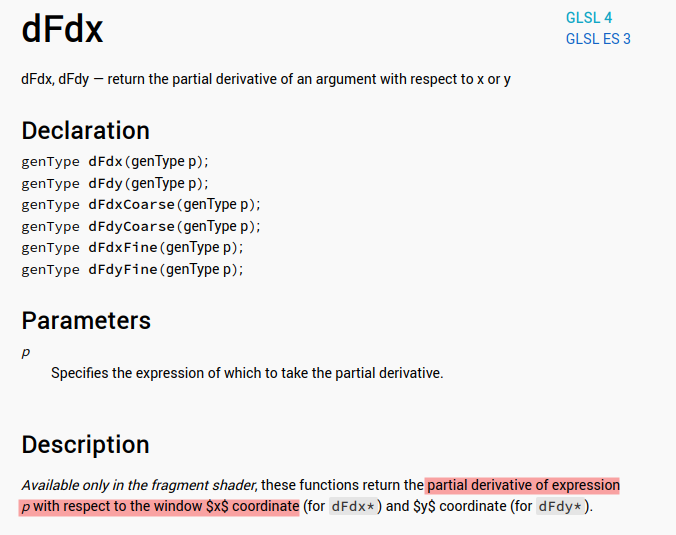 dFdx
GLSL 4
GLSL ES 3
dFdx, dFdy — return the partial derivative of an argument with respect to x or y
Declaration
genType dFdx(genType p);
genType dFdy(genType p);
genType dFdxCoarse(genType p);
genType dFdyCoarse(genType p);
genType dFdxFine(genType p);
genType dFdyFine(genType p);
Parameters
p
Specifies the expression of which to take the partial derivative.
Description
Available only in the fragment shader, these functions return the partial derivative of expression
p with respect to the window $x$ coordinate (for dFdx*) and $y$ coordinate (for dFdy*).